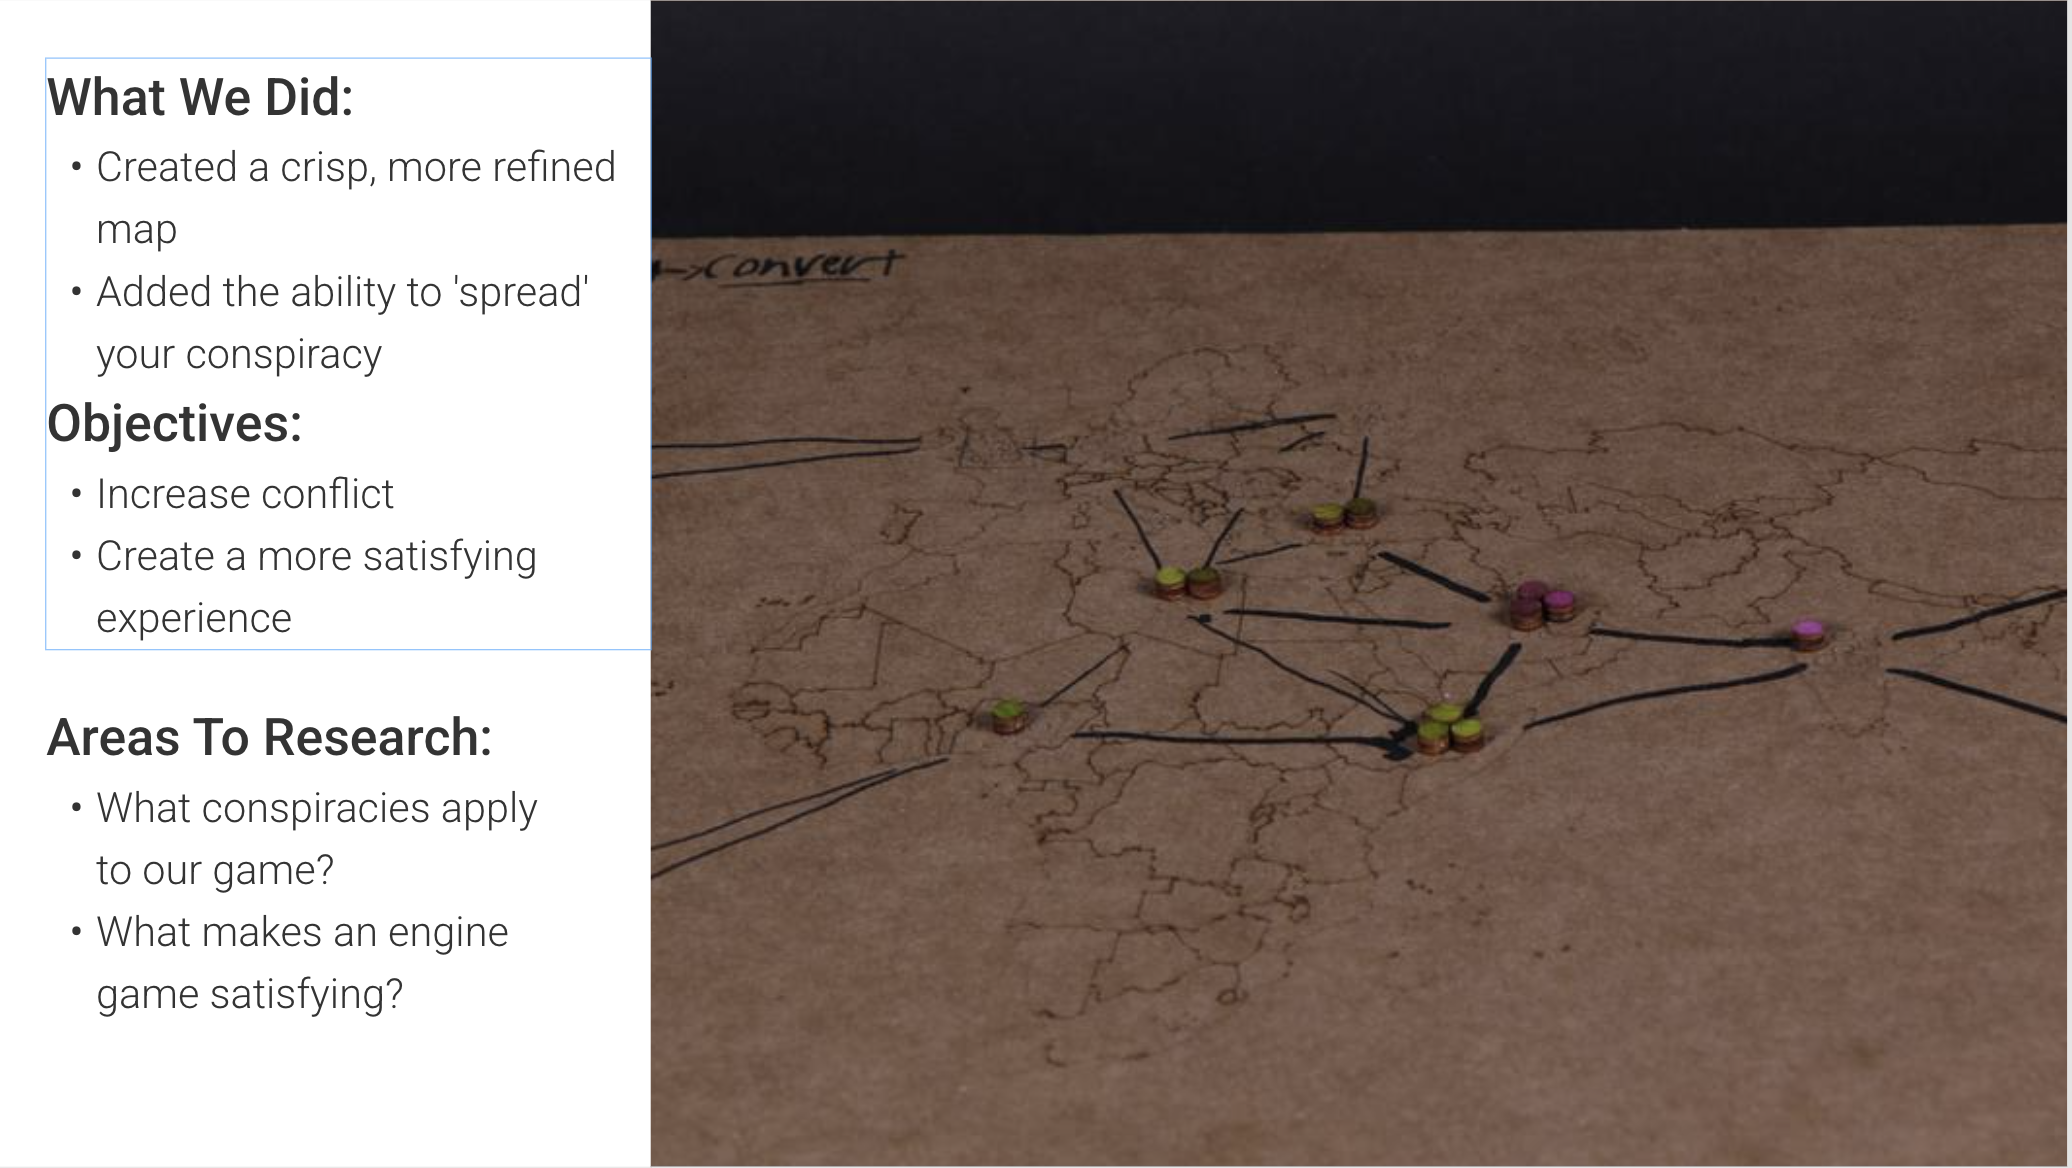 What We Did:
• Created a crisp, more refined
map
• Added the ability to 'spread'
your conspiracy
Objectives:
• Increase conflict
• Create a more satisfying
experience
Areas To Research:
• What conspiracies apply
to our game?
• What makes an engine
game satisfying?
→convert